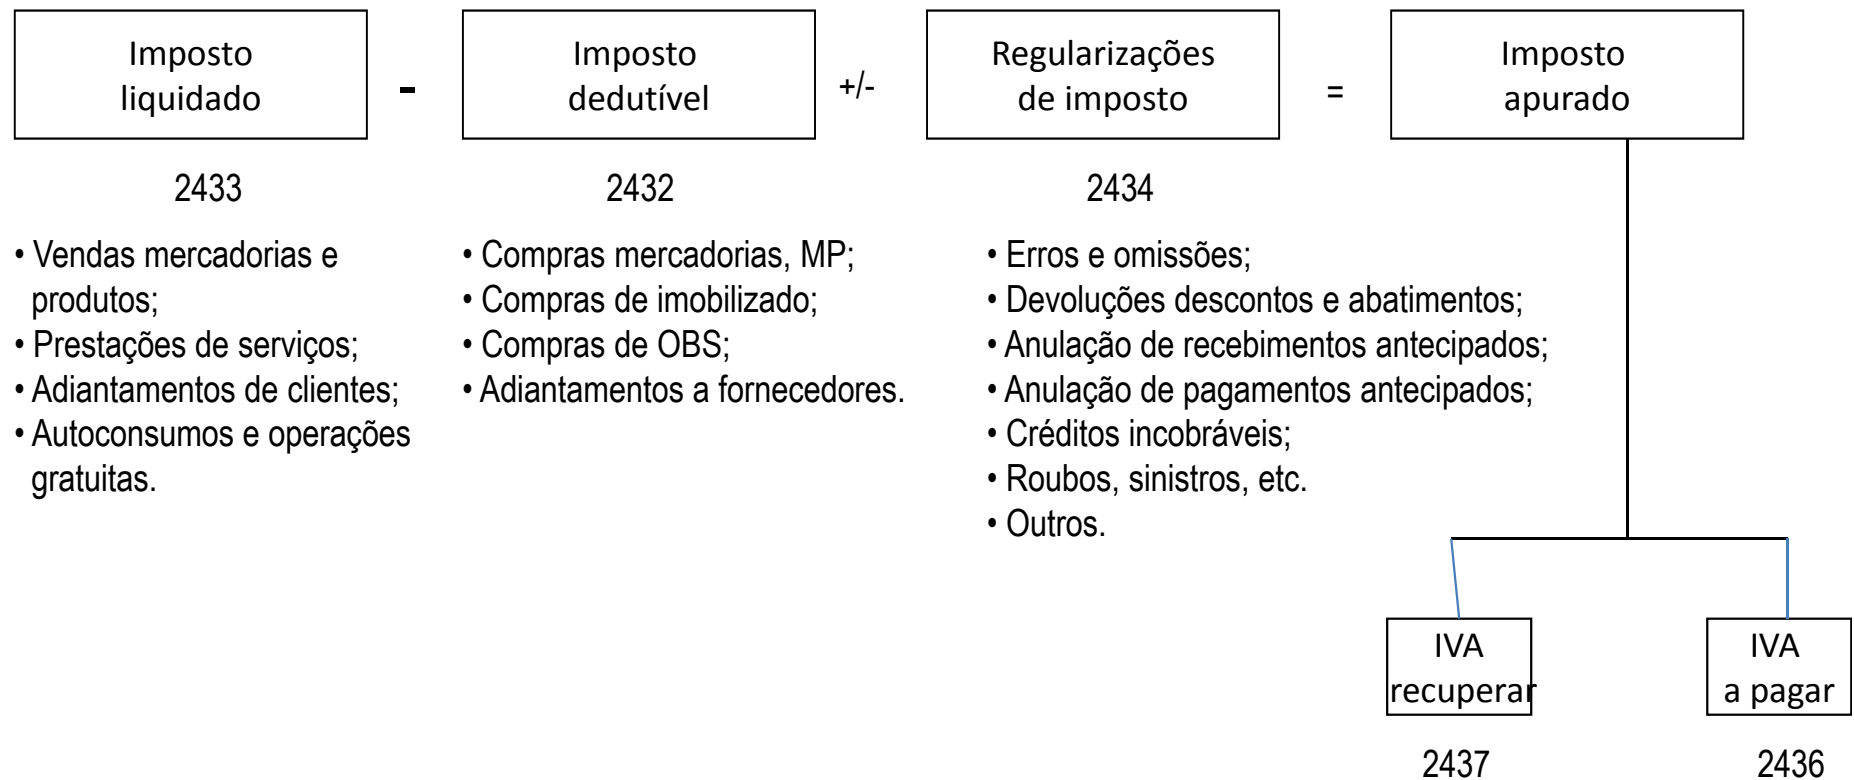 Imposto
liquidado
-
Imposto
dedutível
+/-
Regularizações
de imposto
=
Imposto
apurado
2433
2432
2434
• Vendas mercadorias e
produtos;
• Prestações de serviços;
• Adiantamentos de clientes;
• Autoconsumos e operações
gratuitas.
• Compras mercadorias, MP;
• Compras de imobilizado;
• Compras de OBS;
• Adiantamentos a fornecedores.
• Erros e omissões;
• Devoluções descontos e abatimentos;
• Anulação de recebimentos antecipados;
• Anulação de pagamentos antecipados;
• Créditos incobráveis;
• Roubos, sinistros, etc.
• Outros.
IVA
recuperar
IVA
a pagar
2437
2436